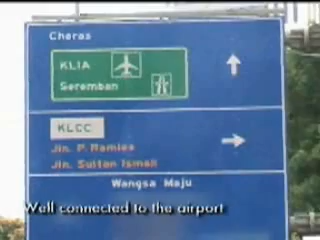 Cheras
KLIA
Seremban
KLCC
Jln. P. Ramlee
Jln. Sultan Ismail
Wangsa Maju
Well connected to the airport